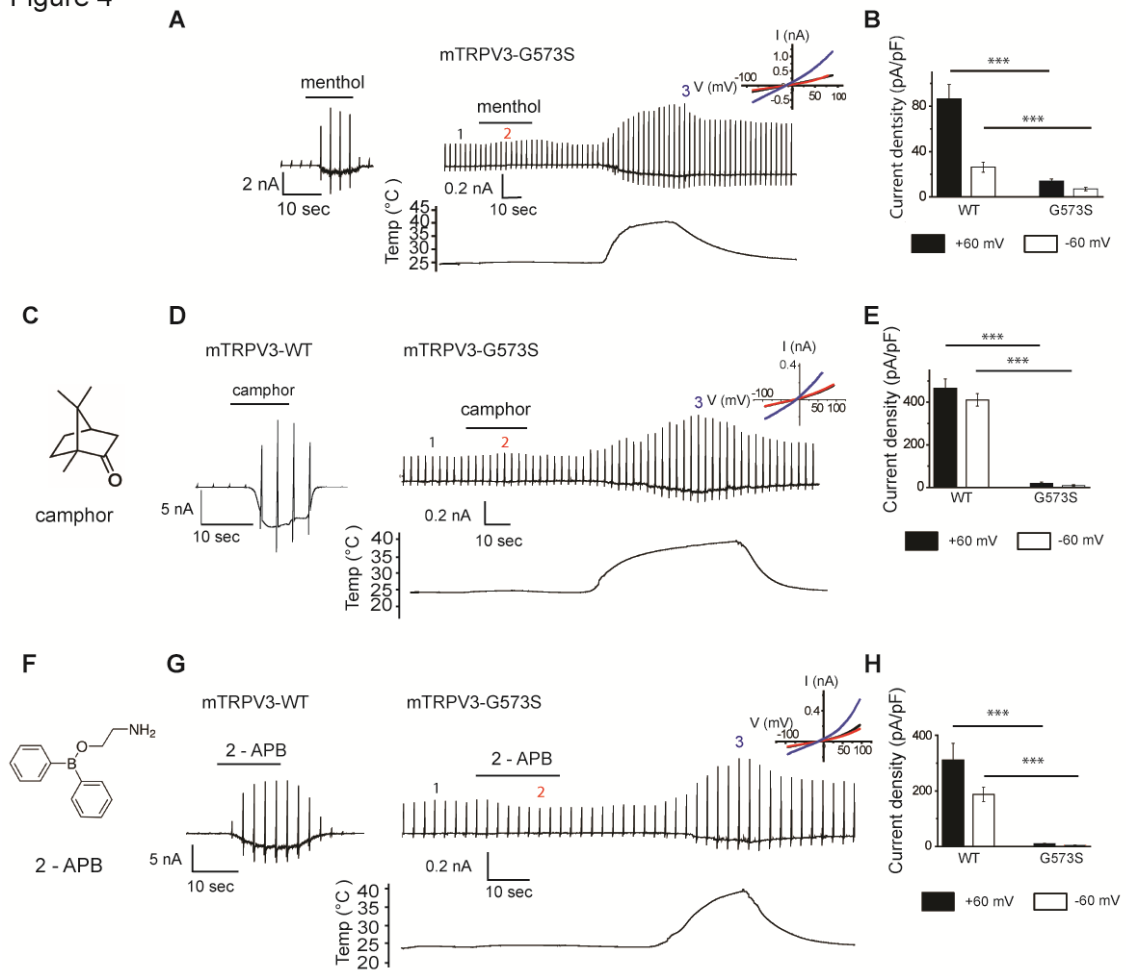 Figure 4
A
mTRPV3-G573S
menthol
2 nA
10 sec
menthol
1
2
3
0.2 nA
10 sec
I (nA)
1.0
0.5
-0.5
V (mV)
-100
50
100
Temp (°C )
45
40
35
30
25
B
Current dentsity (pA/pF)
80
40
0
***
***
WT
G573S
+60 mV
-60 mV
C
O
camphor
D
mTRPV3-WT
camphor
5 nA
10 sec
mTRPV3-G573S
camphor
1
2
3
0.2 nA
10 sec
I (nA)
0.4
V (mV)
-100
50
100
Temp (°C )
40
35
30
25
20
E
Current density (pA/pF)
400
200
0
***
***
WT
G573S
+60 mV
-60 mV
F
NH2
O
B
2 - APB
G
mTRPV3-WT
2 - APB
5 nA
10 sec
mTRPV3-G573S
2 - APB
1
2
3
0.2 nA
10 sec
I (nA)
0.4
V (mV)
-100
50
100
Temp (°C )
40
35
30
25
20
H
Current density (pA/pF)
400
200
0
***
***
WT
G573S
+60 mV
-60 mV